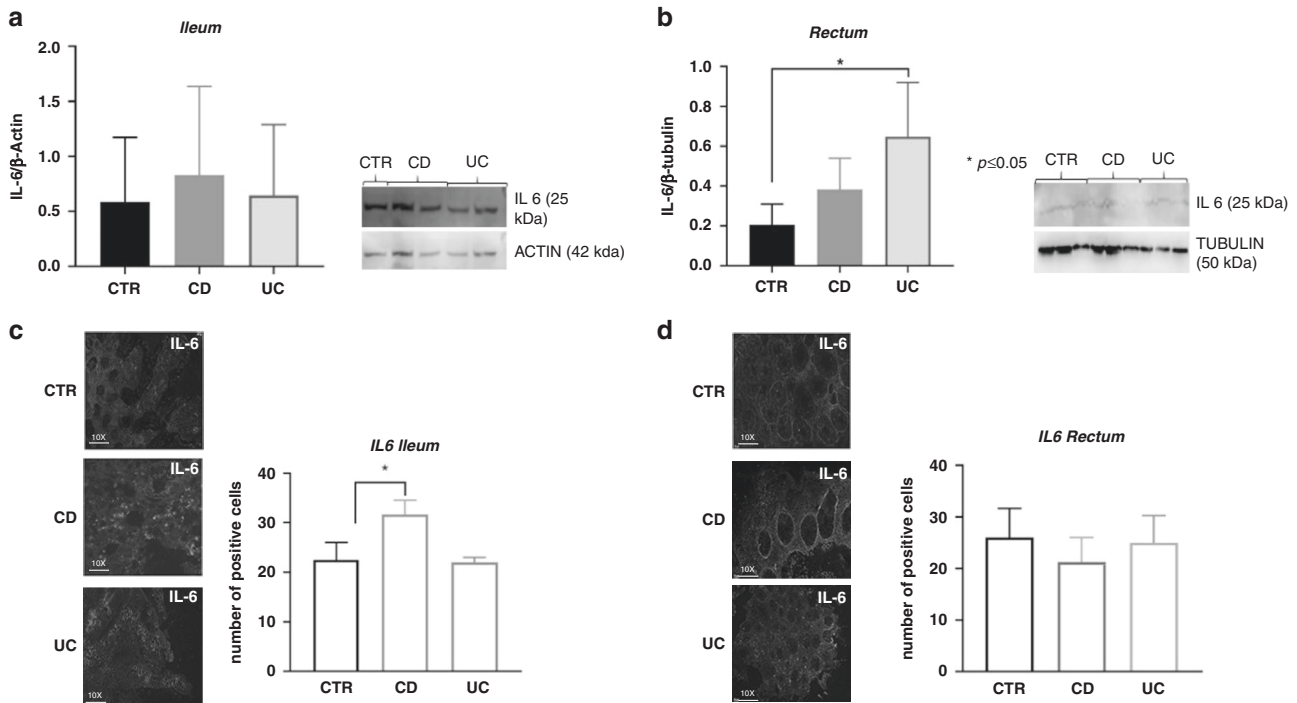 a
Ileum
2.0
1.5
1.0
0.5
0.0
IL-6/β-Actin
CTR
CD
UC
CTR CD UC
IL 6 (25
kDa)
ACTIN (42 kda)
b
Rectum
1.0
0.8
0.6
0.4
0.2
0.0
IL-6/β-tubulin
*
CTR
CD
UC
* p≤0.05
CTR CD UC
IL 6 (25 kDa)
TUBULIN
(50 kDa)
c
CTR
IL-6
10X
CD
IL-6
10X
UC
IL-6
10X
IL6 Ileum
*
number of positive cells
40
30
20
10
0
CTR CD UC
d
CTR
IL-6
10X
CD
IL-6
10X
UC
IL-6
10X
IL6 Rectum
number of positive cells
40
30
20
10
0
CTR CD UC